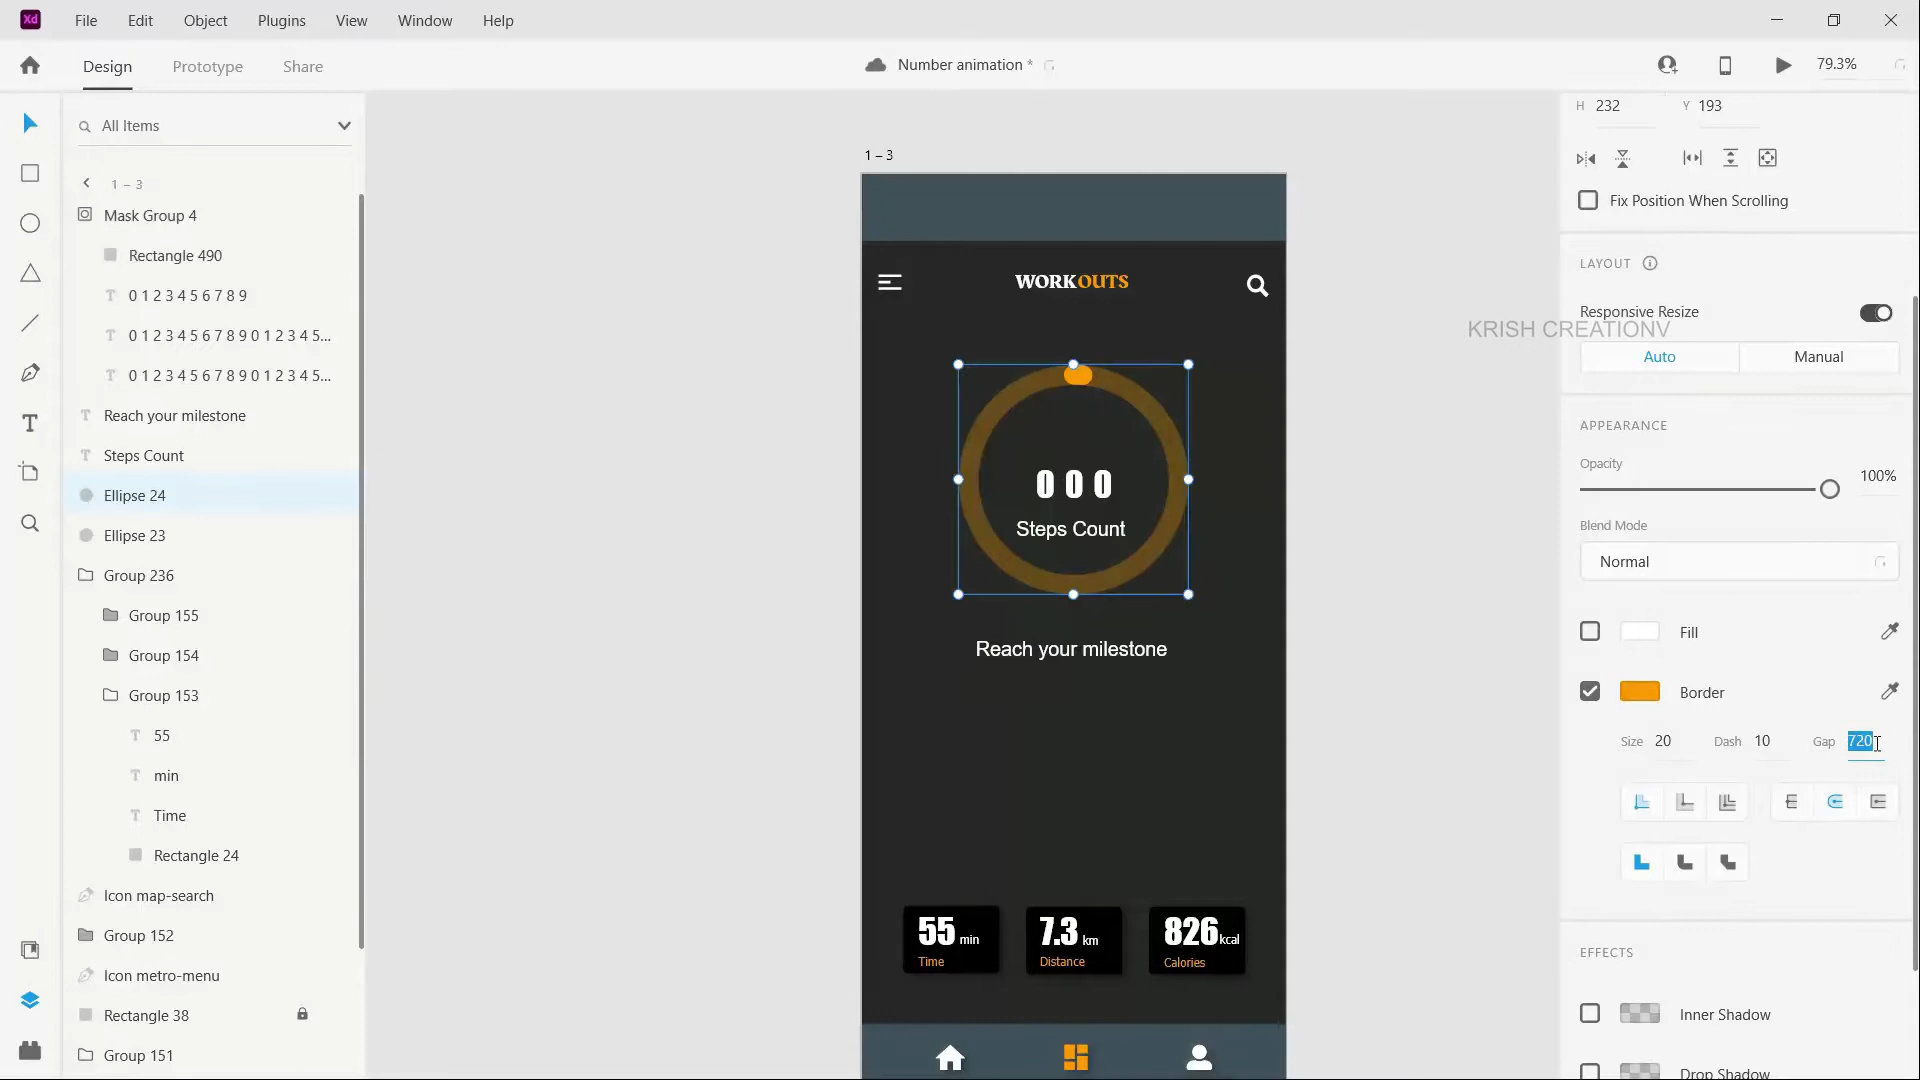 Xd File Edit Object Plugins View Window Help
Design Prototype Share Number animation * 79.3%
All Items
1 – 3
Mask Group 4
Rectangle 490
0 1 2 3 4 5 6 7 8 9
0 1 2 3 4 5 6 7 8 9 0 1 2 3 4 5...
0 1 2 3 4 5 6 7 8 9 0 1 2 3 4 5...
Reach your milestone
Steps Count
Ellipse 24
Ellipse 23
Group 236
Group 155
Group 154
Group 153
55
min
Time
Rectangle 24
Icon map-search
Group 152
Icon metro-menu
Rectangle 38
Group 151
1 – 3
WORKOUTS
0 0 0
Steps Count
Reach your milestone
55 min
Time
7.3 km
Distance
826 kcal
Calories
H 232 Y 193
Fix Position When Scrolling
LAYOUT
Responsive Resize
KRISH CREATIONV
Auto Manual
APPEARANCE
Opacity
100%
Blend Mode
Normal
Fill
Border
Size 20 Dash 10 Gap 720
EFFECTS
Inner Shadow
Drop Shadow